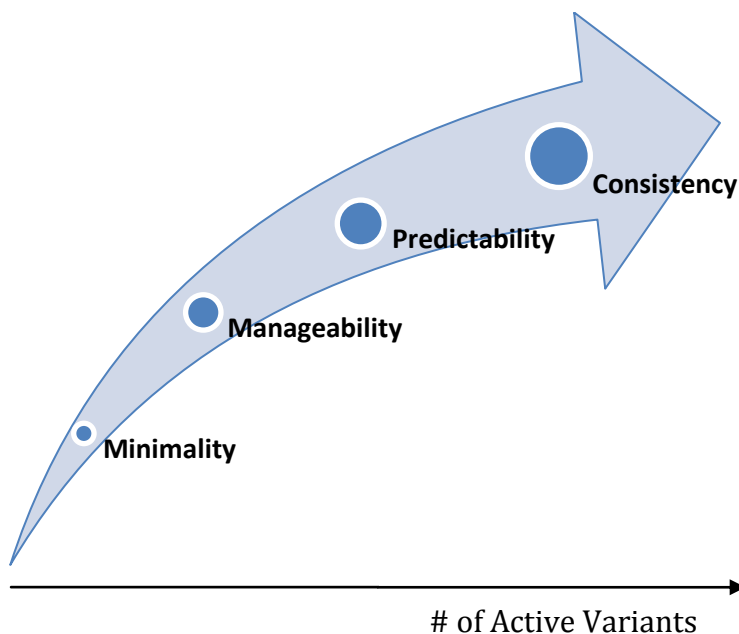 Consistency
Predictability
Manageability
Minimality
# of Active Variants